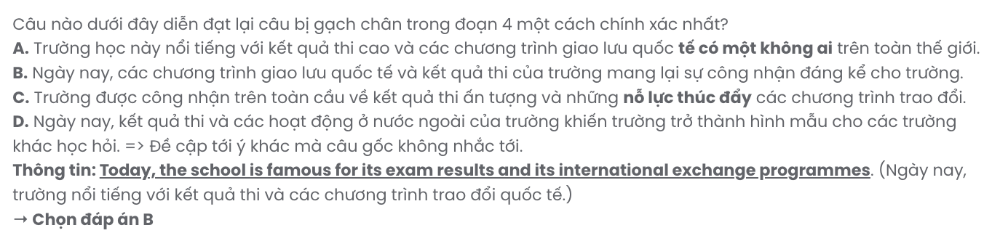 Câu nào dưới đây diễn đạt lại câu bị gạch chân trong đoạn 4 một cách chính xác nhất?
A. Trường học này nổi tiếng với kết quả thi cao và các chương trình giao lưu quốc tế có một không ai trên toàn thế giới.
B. Ngày nay, các chương trình giao lưu quốc tế và kết quả thi của trường mang lại sự công nhận đáng kể cho trường.
C. Trường được công nhận trên toàn cầu về kết quả thi ấn tượng và những nỗ lực thúc đẩy các chương trình trao đổi.
D. Ngày nay, kết quả thi và các hoạt động ở nước ngoài của trường khiến trường trở thành hình mẫu cho các trường
khác học hỏi. => Đề cập tới ý khác mà câu gốc không nhắc tới.
Thông tin: Today, the school is famous for its exam results and its international exchange programmes. (Ngày nay,
trường nổi tiếng với kết quả thi và các chương trình trao đổi quốc tế.)
→ Chọn đáp án B